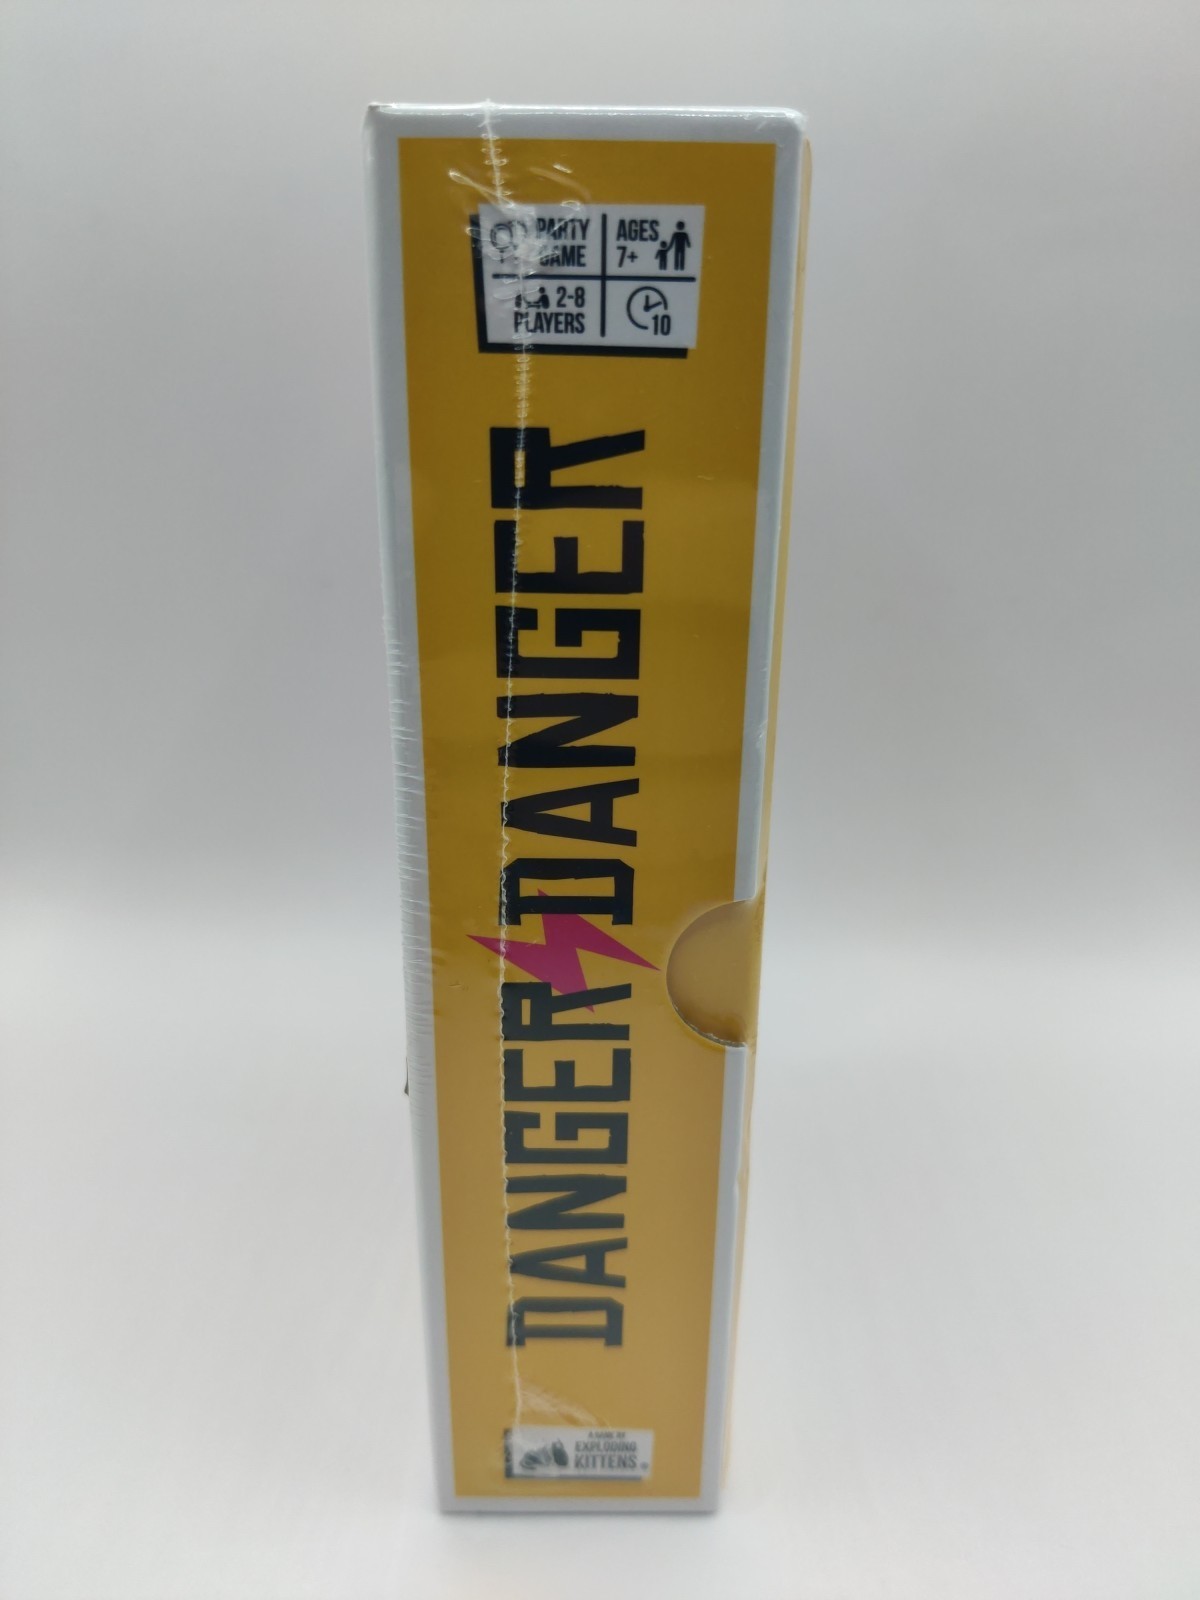 PARTY
GAME
AGES
7+
2-8
PLAYERS
10
DANGER DANGER
A GAME BY
EXPLODING
KITTENS